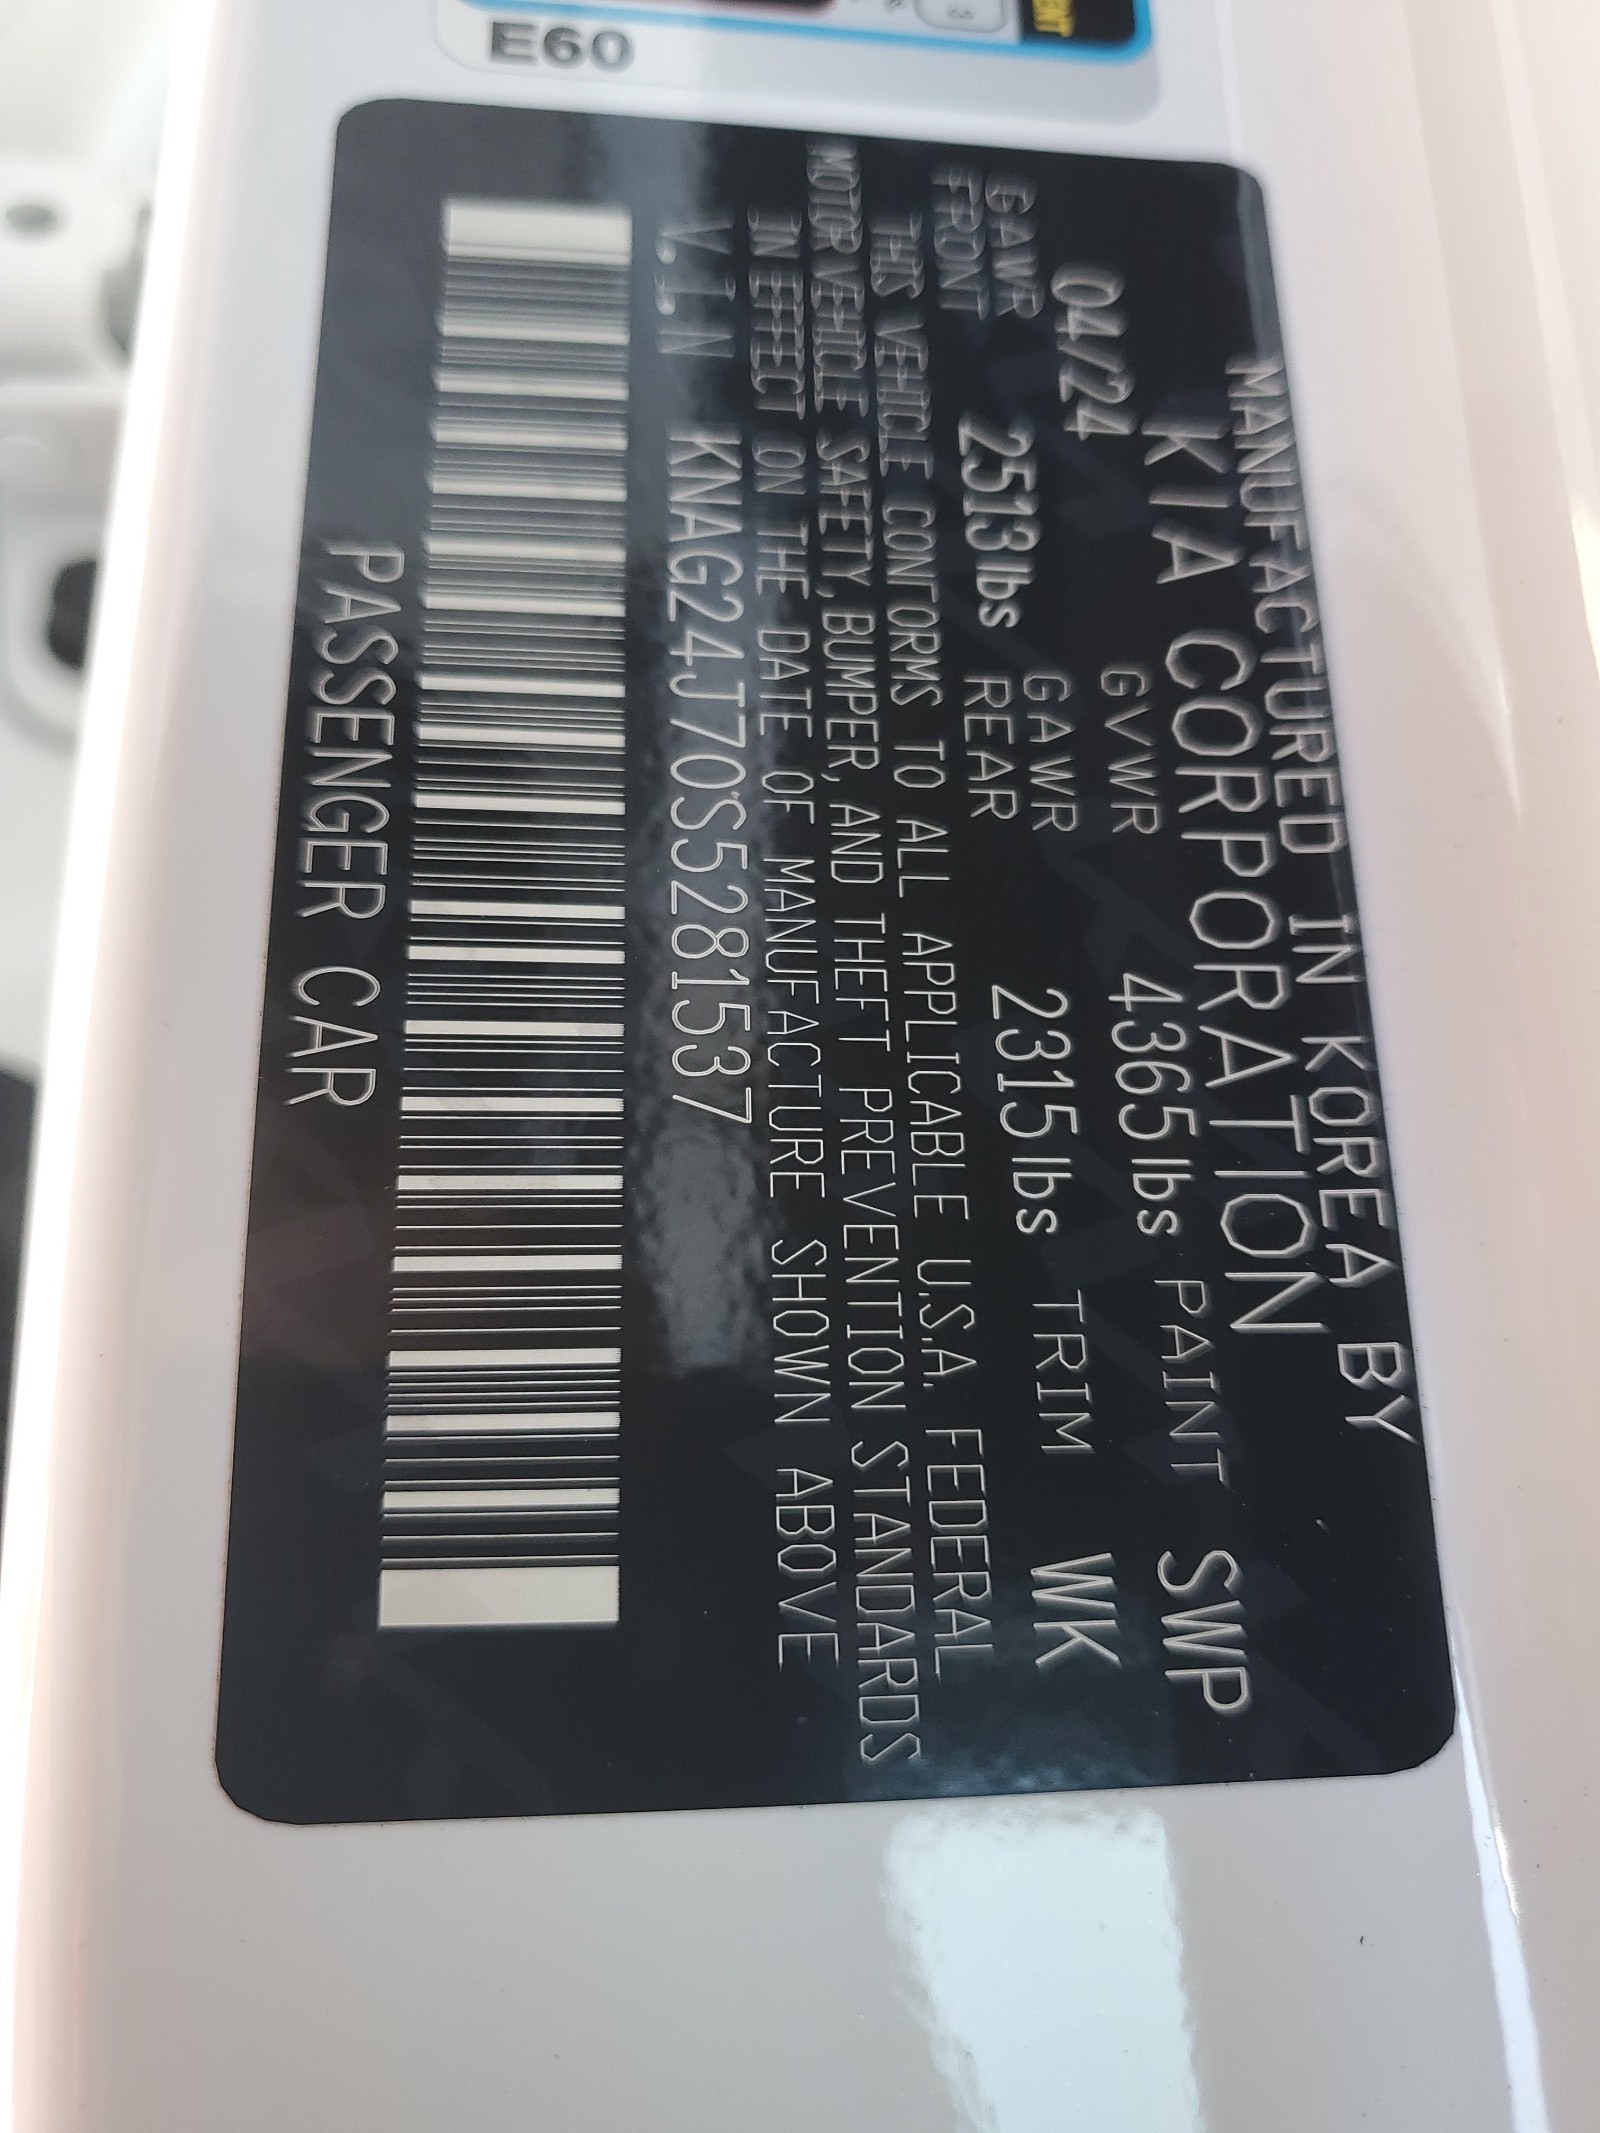 E60
MANUFACTURED IN KOREA BY
KIA CORPORATION
04/24 GVWR 4365 lbs PAINT SWP
GAWR FRONT 2513 lbs GAWR REAR 2315 lbs TRIM WK
THIS VEHICLE CONFORMS TO ALL APPLICABLE U.S.A. FEDERAL
MOTOR VEHICLE SAFETY, BUMPER, AND THEFT PREVENTION STANDARDS
IN EFFECT ON THE DATE OF MANUFACTURE SHOWN ABOVE
V.I.N KNAG24J70S5281537
PASSENGER CAR